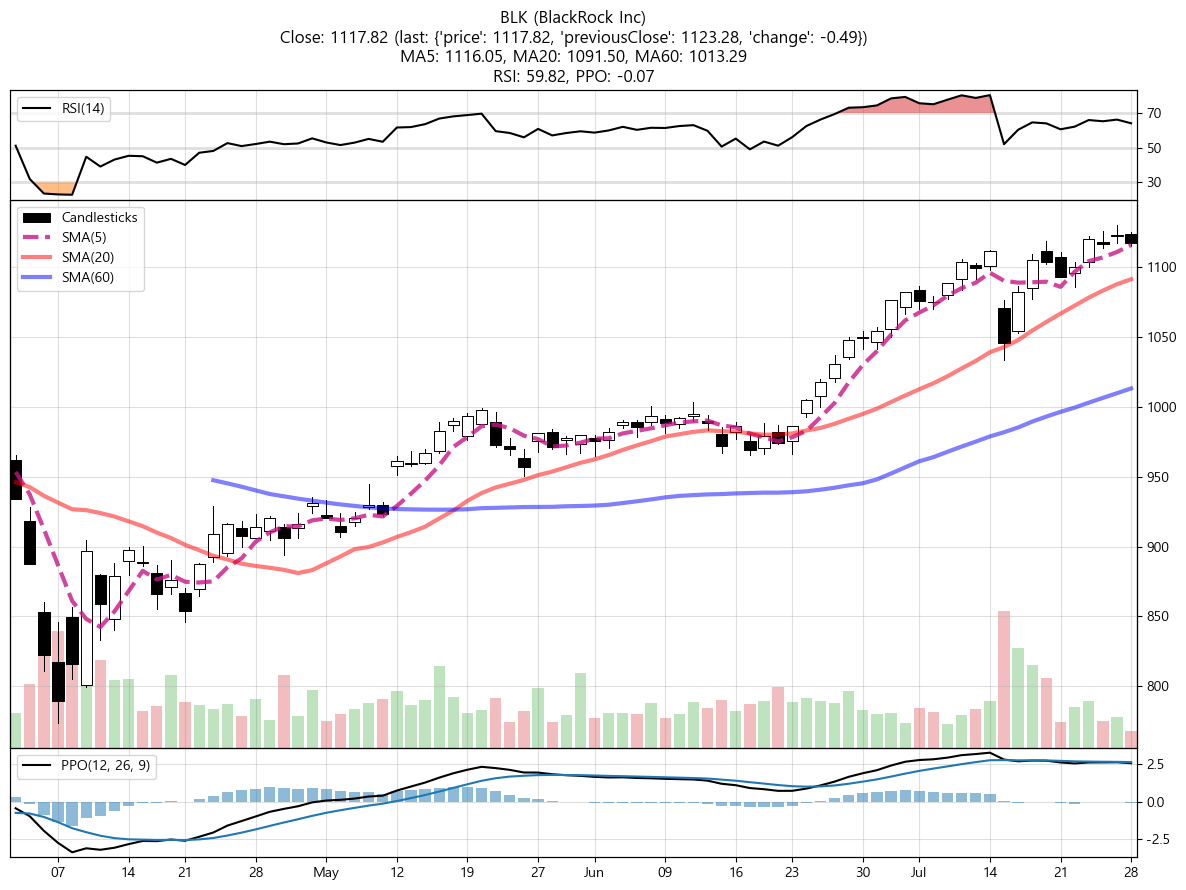 BLK (BlackRock Inc)
Close: 1117.82 (last: {'price': 1117.82, 'previousClose': 1123.28, 'change': -0.49})
MA5: 1116.05, MA20: 1091.50, MA60: 1013.29
RSI: 59.82, PPO: -0.07
RSI(14)
70
50
30
Candlesticks
SMA(5)
SMA(20)
SMA(60)
1100
1050
1000
950
900
850
800
PPO(12, 26, 9)
2.5
0.0
-2.5
07 14 21 28 May 12 19 27 Jun 09 16 23 Jul 14 21 28